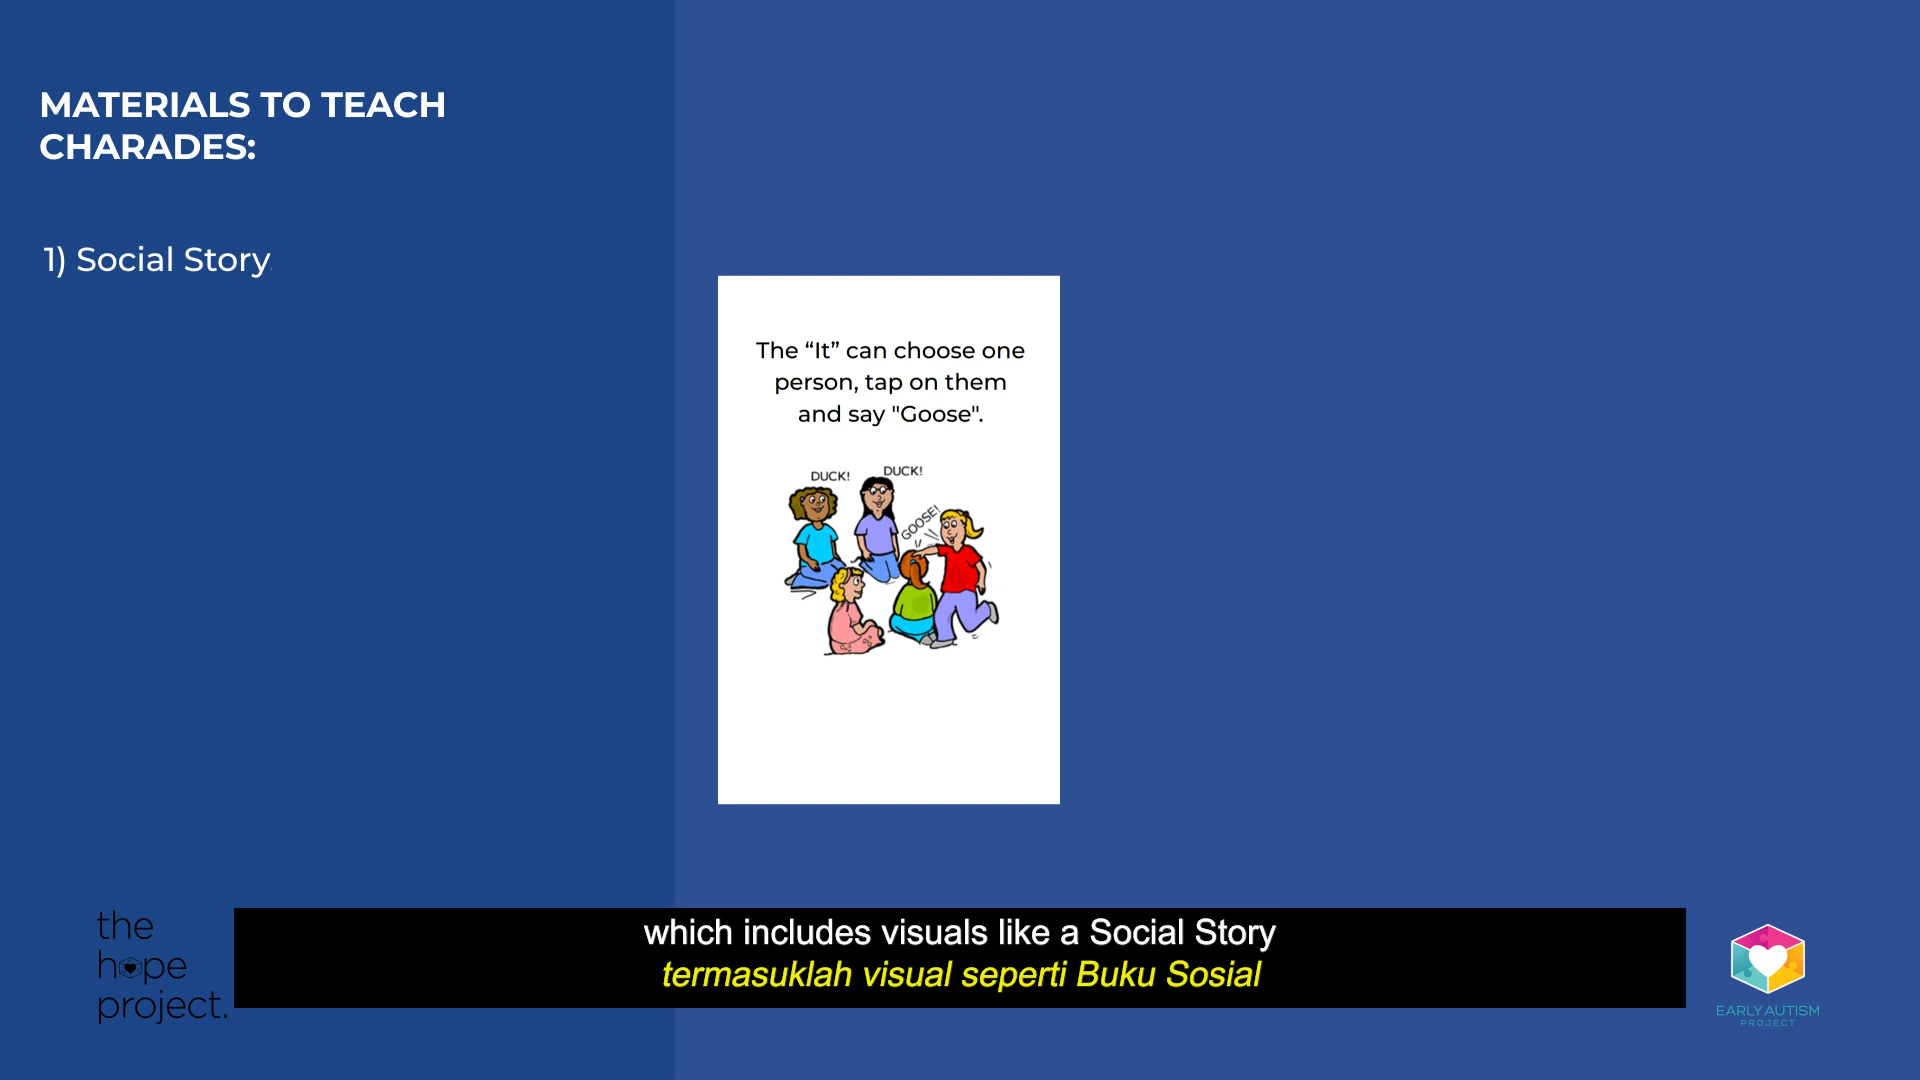 MATERIALS TO TEACH
CHARADES:
1) Social Story
The “It” can choose one
person, tap on them
and say "Goose".
DUCK!
DUCK!
GOOSE!
the
hope
project.
which includes visuals like a Social Story
termasuklah visual seperti Buku Sosial
EARLY AUTISM
PROJECT